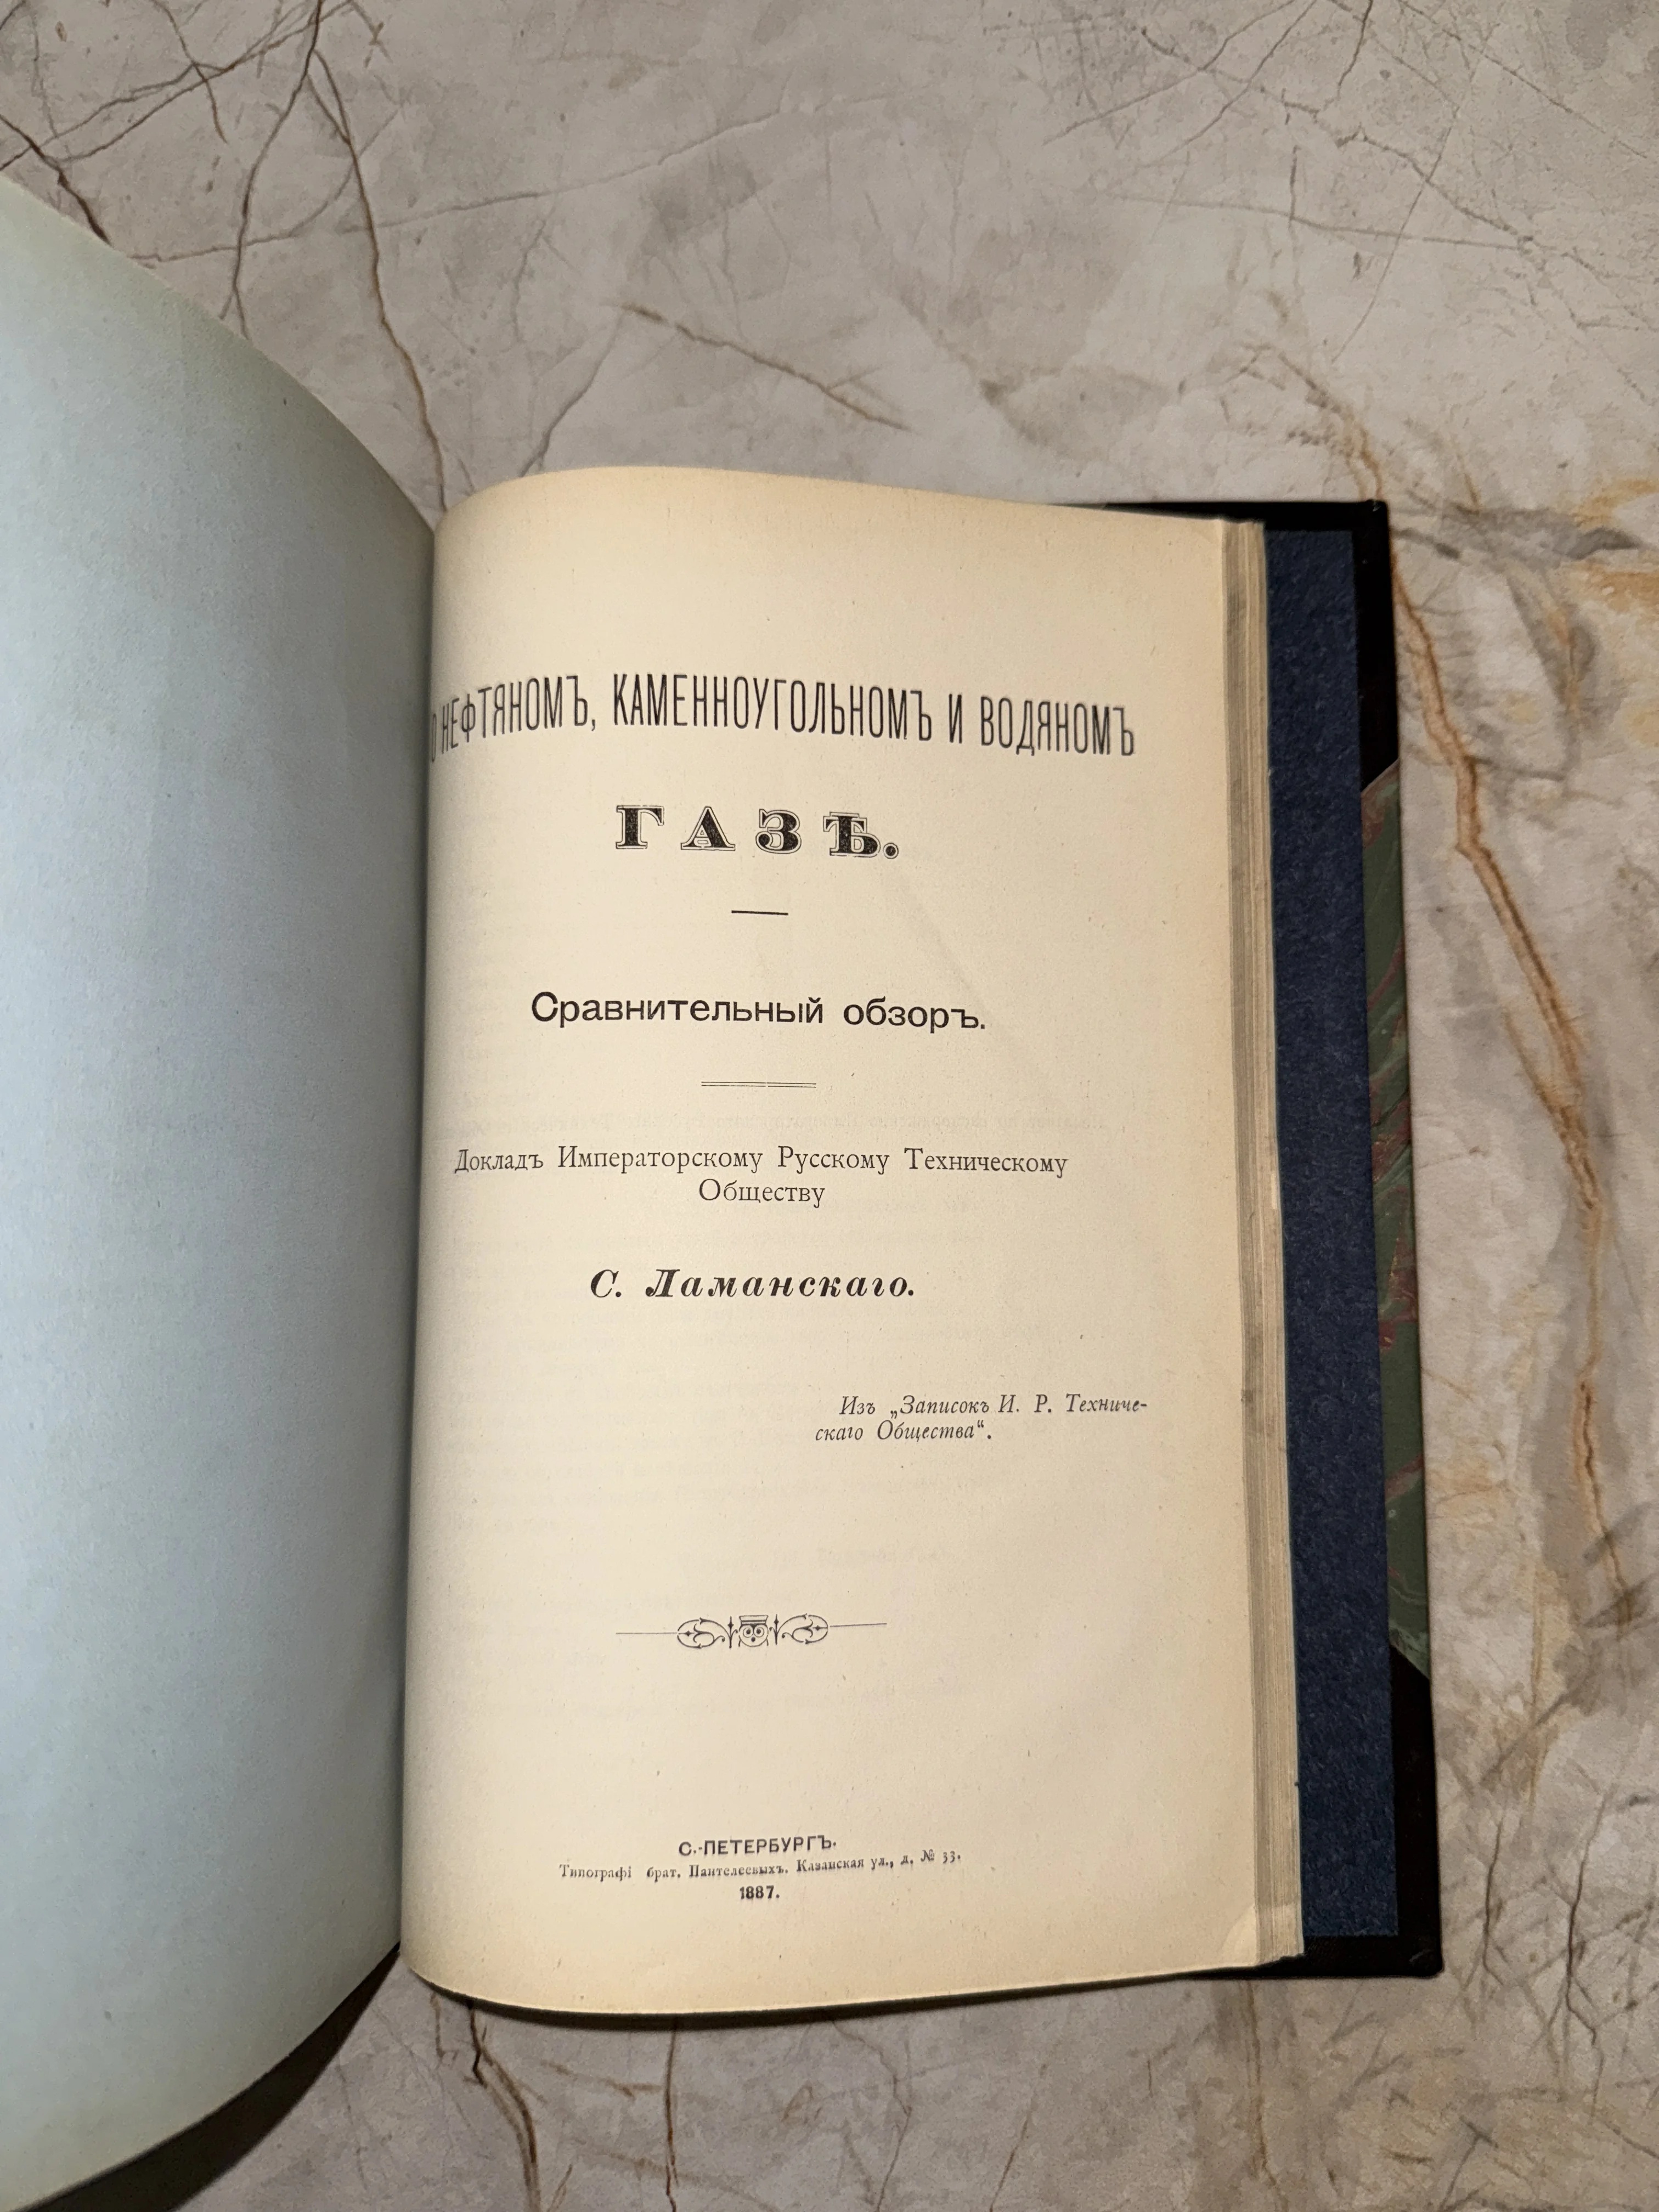 О НЕФТЯНОМЪ, КАМЕННОУГОЛЬНОМЪ И ВОДЯНОМЪ
ГАЗѢ.
Сравнительный обзоръ.
Докладъ Императорскому Русскому Техническому
Обществу
С. Ламанскаго.
Изъ „Записокъ И. Р. Техниче-
скаго Общества“.
С.-ПЕТЕРБУРГЪ.
Типографі брат. Пантелеевыхъ. Казанская ул., д. № 33.
1887.